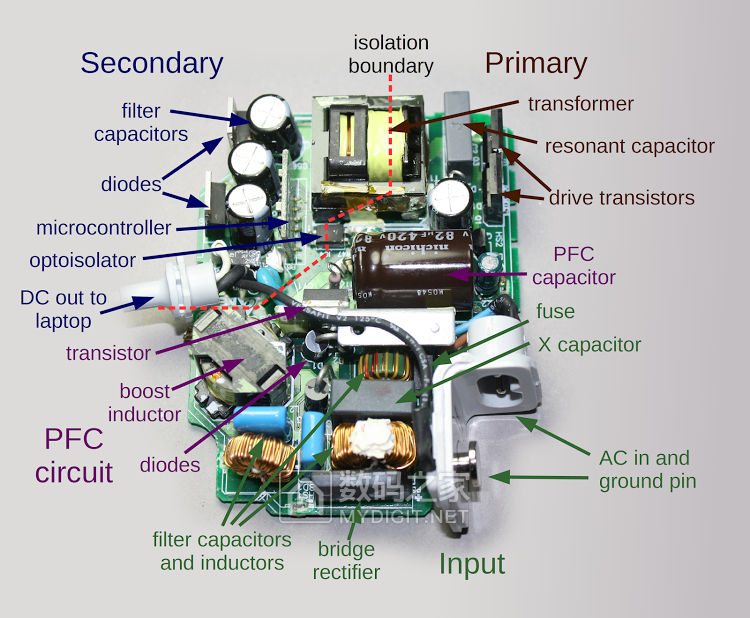 isolation
boundary
Secondary
Primary
filter
capacitors
transformer
resonant capacitor
diodes
drive transistors
microcontroller
optoisolator
PFC
capacitor
DC out to
laptop
nichicon
fuse
transistor
X capacitor
boost
inductor
PFC
circuit
diodes
AC in and
ground pin
数码之家
MYDIGIT.NET
filter capacitors
and inductors
bridge
rectifier
Input